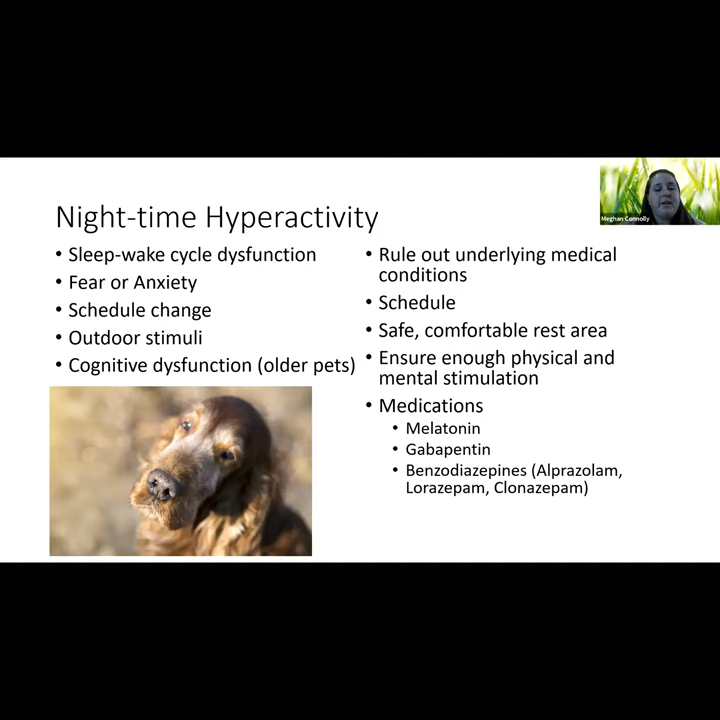 Meghan Connolly
Night-time Hyperactivity
• Sleep-wake cycle dysfunction
• Fear or Anxiety
• Schedule change
• Outdoor stimuli
• Cognitive dysfunction (older pets)
• Rule out underlying medical
conditions
• Schedule
• Safe, comfortable rest area
• Ensure enough physical and
mental stimulation
• Medications
• Melatonin
• Gabapentin
• Benzodiazepines (Alprazolam,
Lorazepam, Clonazepam)